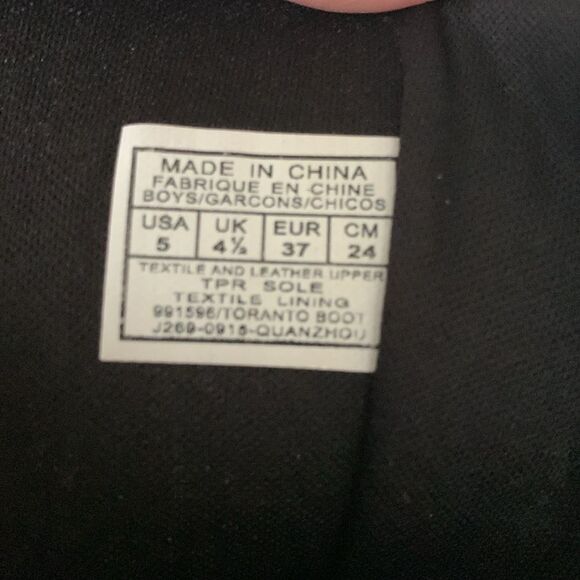 MADE IN CHINA
FABRIQUE EN CHINE
BOYS/GARCONS/CHICOS
USA UK EUR CM
5 4½ 37 24
TEXTILE AND LEATHER UPPER
TPR SOLE
TEXTILE LINING
991596/TORANTO BOOT
J269-0915-QUANZHOU